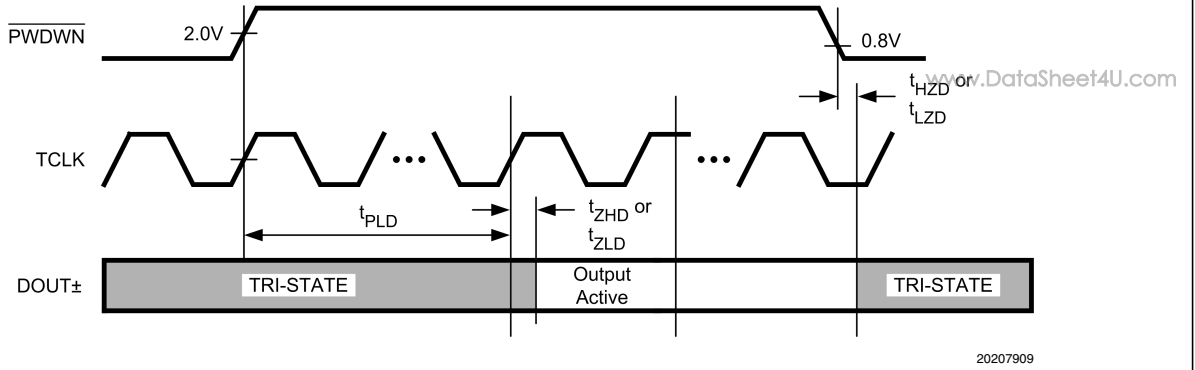 PWDWN
2.0V
0.8V
www.DataSheet4U.com
tHZD or
tLZD
TCLK
•••
•••
tPLD
tZHD or
tZLD
DOUT±
TRI-STATE
Output
Active
TRI-STATE
20207909